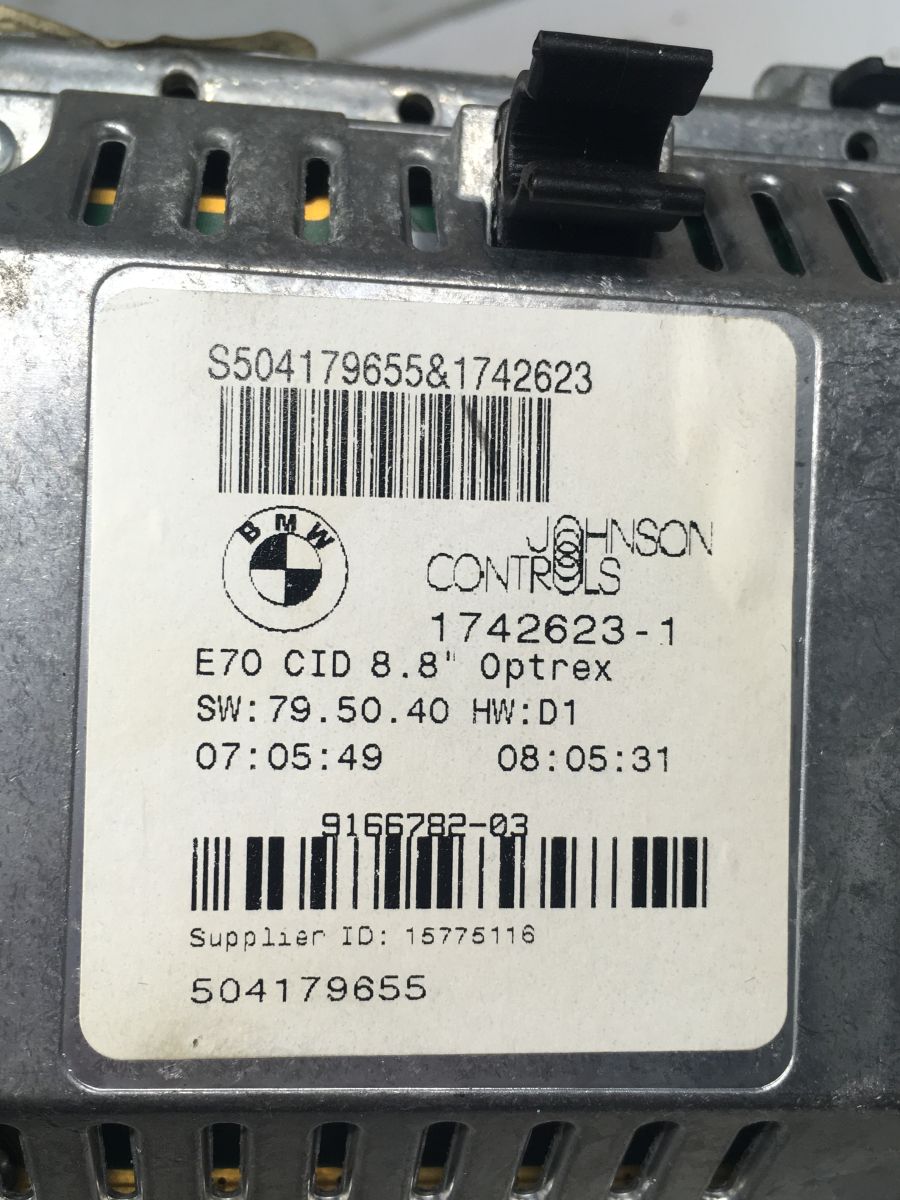 S504179655&1742623
BMW
JOHNSON
CONTROLS
1742623-1
E70 CID 8.8" Optrex
SW:79.50.40 HW:D1
07:05:49 08:05:31
9166782-03
Supplier ID: 15775116
504179655